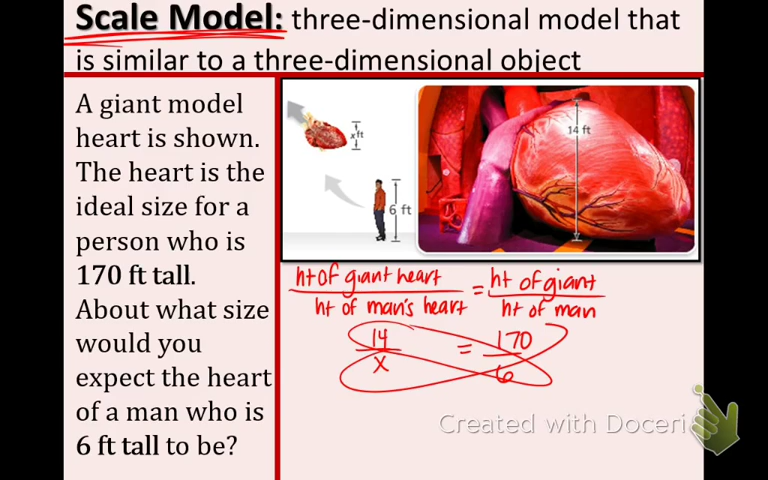 Scale Model: three-dimensional model that
is similar to a three-dimensional object
A giant model
heart is shown.
The heart is the
ideal size for a
person who is
170 ft tall.
About what size
would you
expect the heart
of a man who is
6 ft tall to be?
x ft
6 ft
14 ft
ht of giant heart = ht of giant
ht of man's heart ht of man
14 = 170
x 6
Created with Doceri